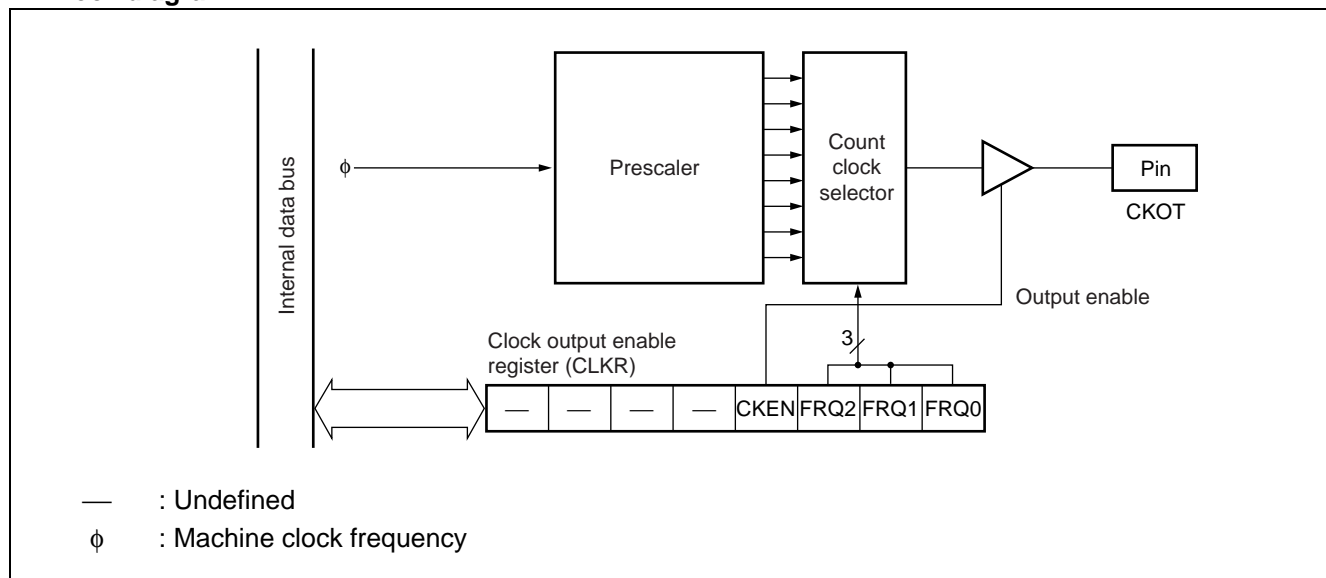 Internal data bus
ϕ
Prescaler
Count
clock
selector
Pin
CKOT
Output enable
3
Clock output enable
register (CLKR)
— — — — CKEN FRQ2 FRQ1 FRQ0
— : Undefined
ϕ : Machine clock frequency